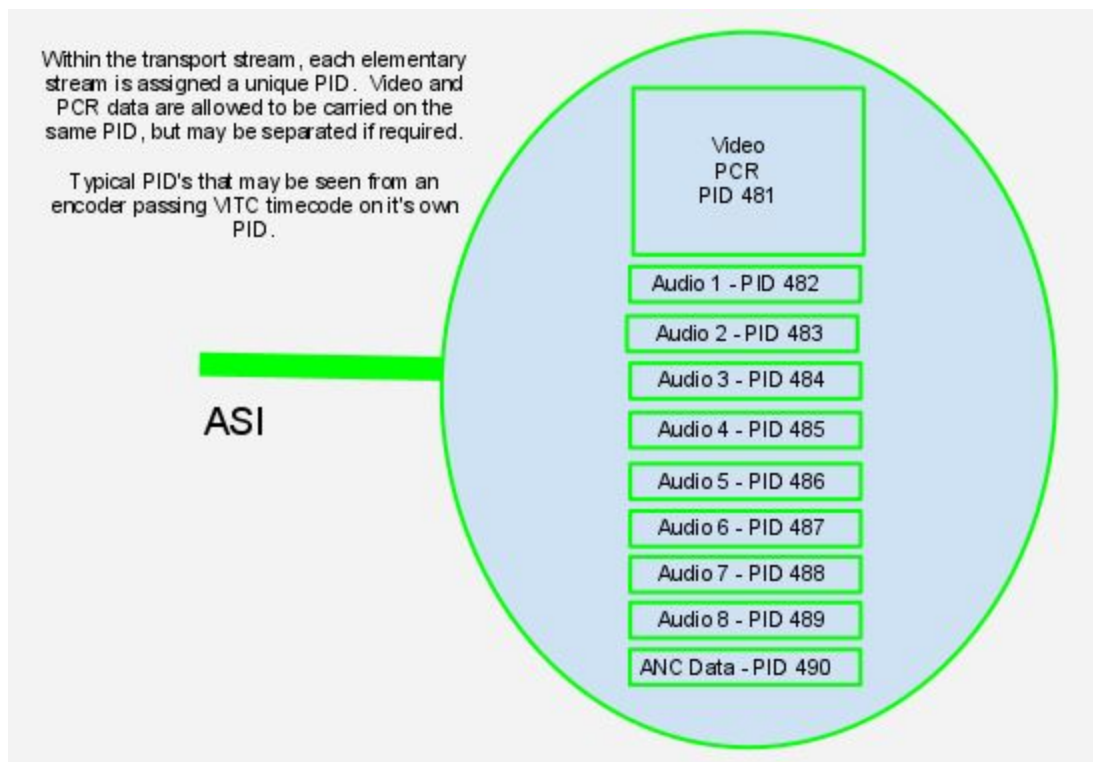 Within the transport stream, each elementary
stream is assigned a unique PID. Video and
PCR data are allowed to be carried on the
same PID, but may be separated if required.
Typical PID's that may be seen from an
encoder passing VITC timecode on it's own
PID.
ASI
Video
PCR
PID 481
Audio 1 - PID 482
Audio 2 - PID 483
Audio 3 - PID 484
Audio 4 - PID 485
Audio 5 - PID 486
Audio 6 - PID 487
Audio 7 - PID 488
Audio 8 - PID 489
ANC Data - PID 490